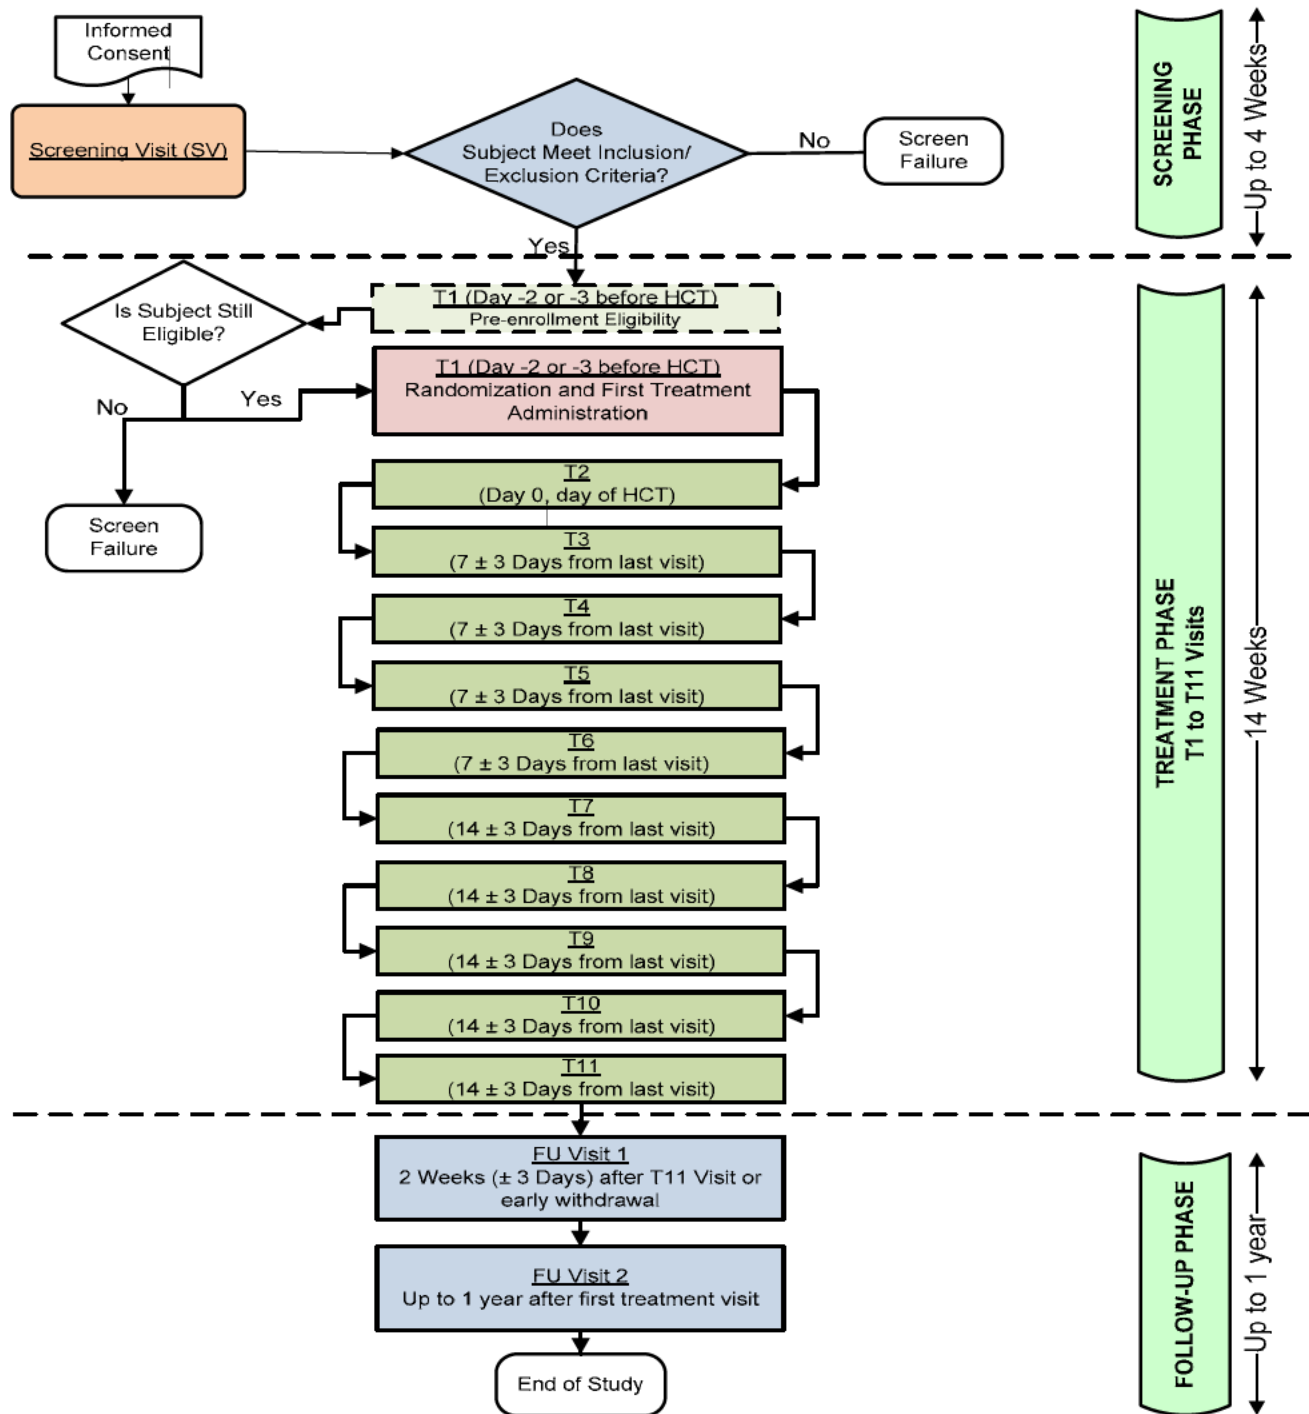 Informed
Consent
Screening Visit (SV)
Does
Subject Meet Inclusion/
Exclusion Criteria?
No
Screen
Failure
Yes
SCREENING
PHASE
Up to 4 Weeks
T1 (Day -2 or -3 before HCT)
Pre-enrollment Eligibility
Is Subject Still
Eligible?
No
Yes
Screen
Failure
T1 (Day -2 or -3 before HCT)
Randomization and First Treatment
Administration
T2
(Day 0, day of HCT)
T3
(7 ± 3 Days from last visit)
T4
(7 ± 3 Days from last visit)
T5
(7 ± 3 Days from last visit)
T6
(7 ± 3 Days from last visit)
T7
(14 ± 3 Days from last visit)
T8
(14 ± 3 Days from last visit)
T9
(14 ± 3 Days from last visit)
T10
(14 ± 3 Days from last visit)
T11
(14 ± 3 Days from last visit)
TREATMENT PHASE
T1 to T11 Visits
14 Weeks
FU Visit 1
2 Weeks (± 3 Days) after T11 Visit or
early withdrawal
FU Visit 2
Up to 1 year after first treatment visit
End of Study
FOLLOW-UP PHASE
Up to 1 year